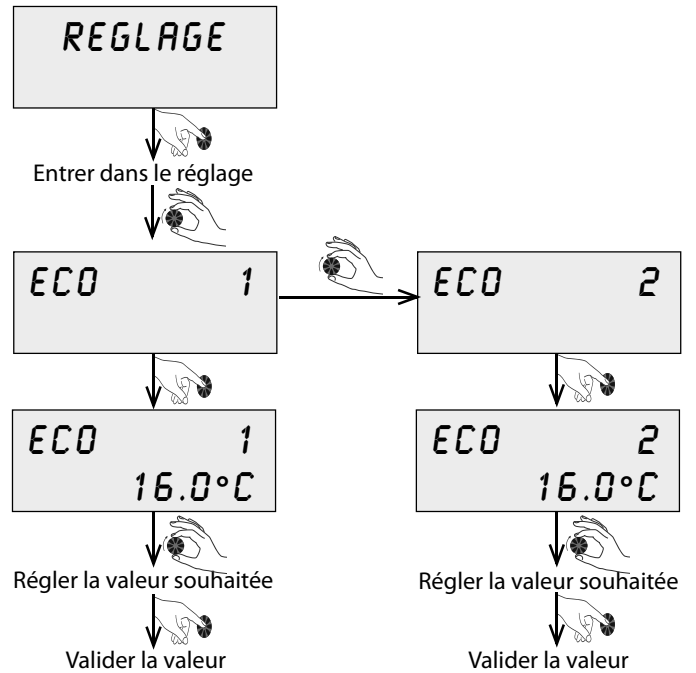 REGLAGE
Entrer dans le réglage
ECO 1
ECO 2
ECO 1
16.0°C
ECO 2
16.0°C
Régler la valeur souhaitée
Régler la valeur souhaitée
Valider la valeur
Valider la valeur